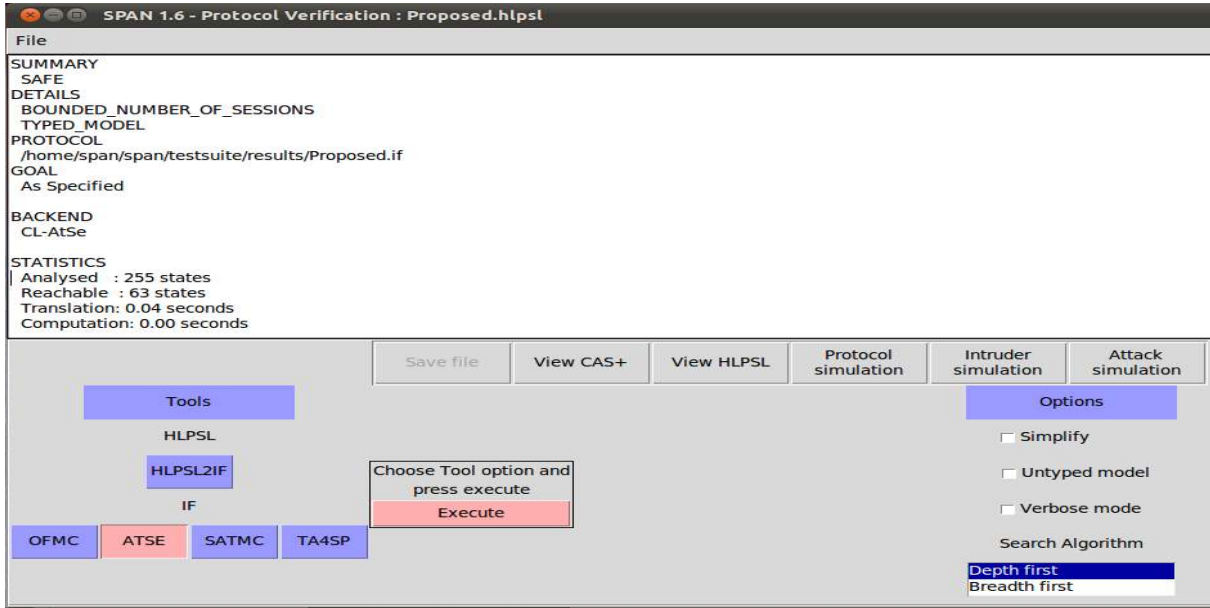 SPAN 1.6 - Protocol Verification : Proposed.hlpsl
File
SUMMARY
SAFE
DETAILS
BOUNDED_NUMBER_OF_SESSIONS
TYPED_MODEL
PROTOCOL
/home/span/span/testsuite/results/Proposed.if
GOAL
As Specified
BACKEND
CL-AtSe
STATISTICS
Analysed : 255 states
Reachable : 63 states
Translation: 0.04 seconds
Computation: 0.00 seconds
Save file
View CAS+
View HLPSL
Protocol
simulation
Intruder
simulation
Attack
simulation
Tools
HLPSL
HLPSL2IF
IF
OFMC
ATSE
SATMC
TA4SP
Choose Tool option and
press execute
Execute
Options
Simplify
Untyped model
Verbose mode
Search Algorithm
Depth first
Breadth first